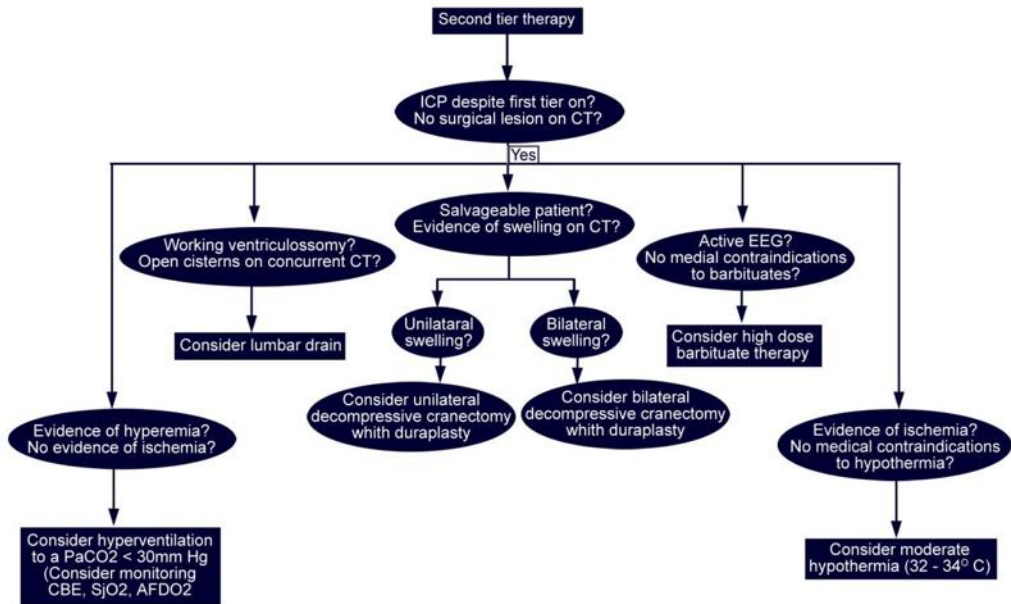 Second tier therapy
ICP despite first tier on?
No surgical lesion on CT?
Yes
Working ventriculossomy?
Open cisterns on concurrent CT?
Consider lumbar drain
Salvageable patient?
Evidence of swelling on CT?
Active EEG?
No medial contraindications
to barbituates?
Consider high dose
barbituate therapy
Unilataral
swelling?
Bilateral
swelling?
Consider unilateral
decompressive cranectomy
whith duraplasty
Consider bilateral
decompressive cranectomy
whith duraplasty
Evidence of hyperemia?
No evidence of ischemia?
Consider hyperventilation
to a PaCO2 < 30mm Hg
(Consider monitoring
CBE, SjO2, AFDO2
Evidence of ischemia?
No medical contraindications
to hypothermia?
Consider moderate
hypothermia (32 - 34° C)